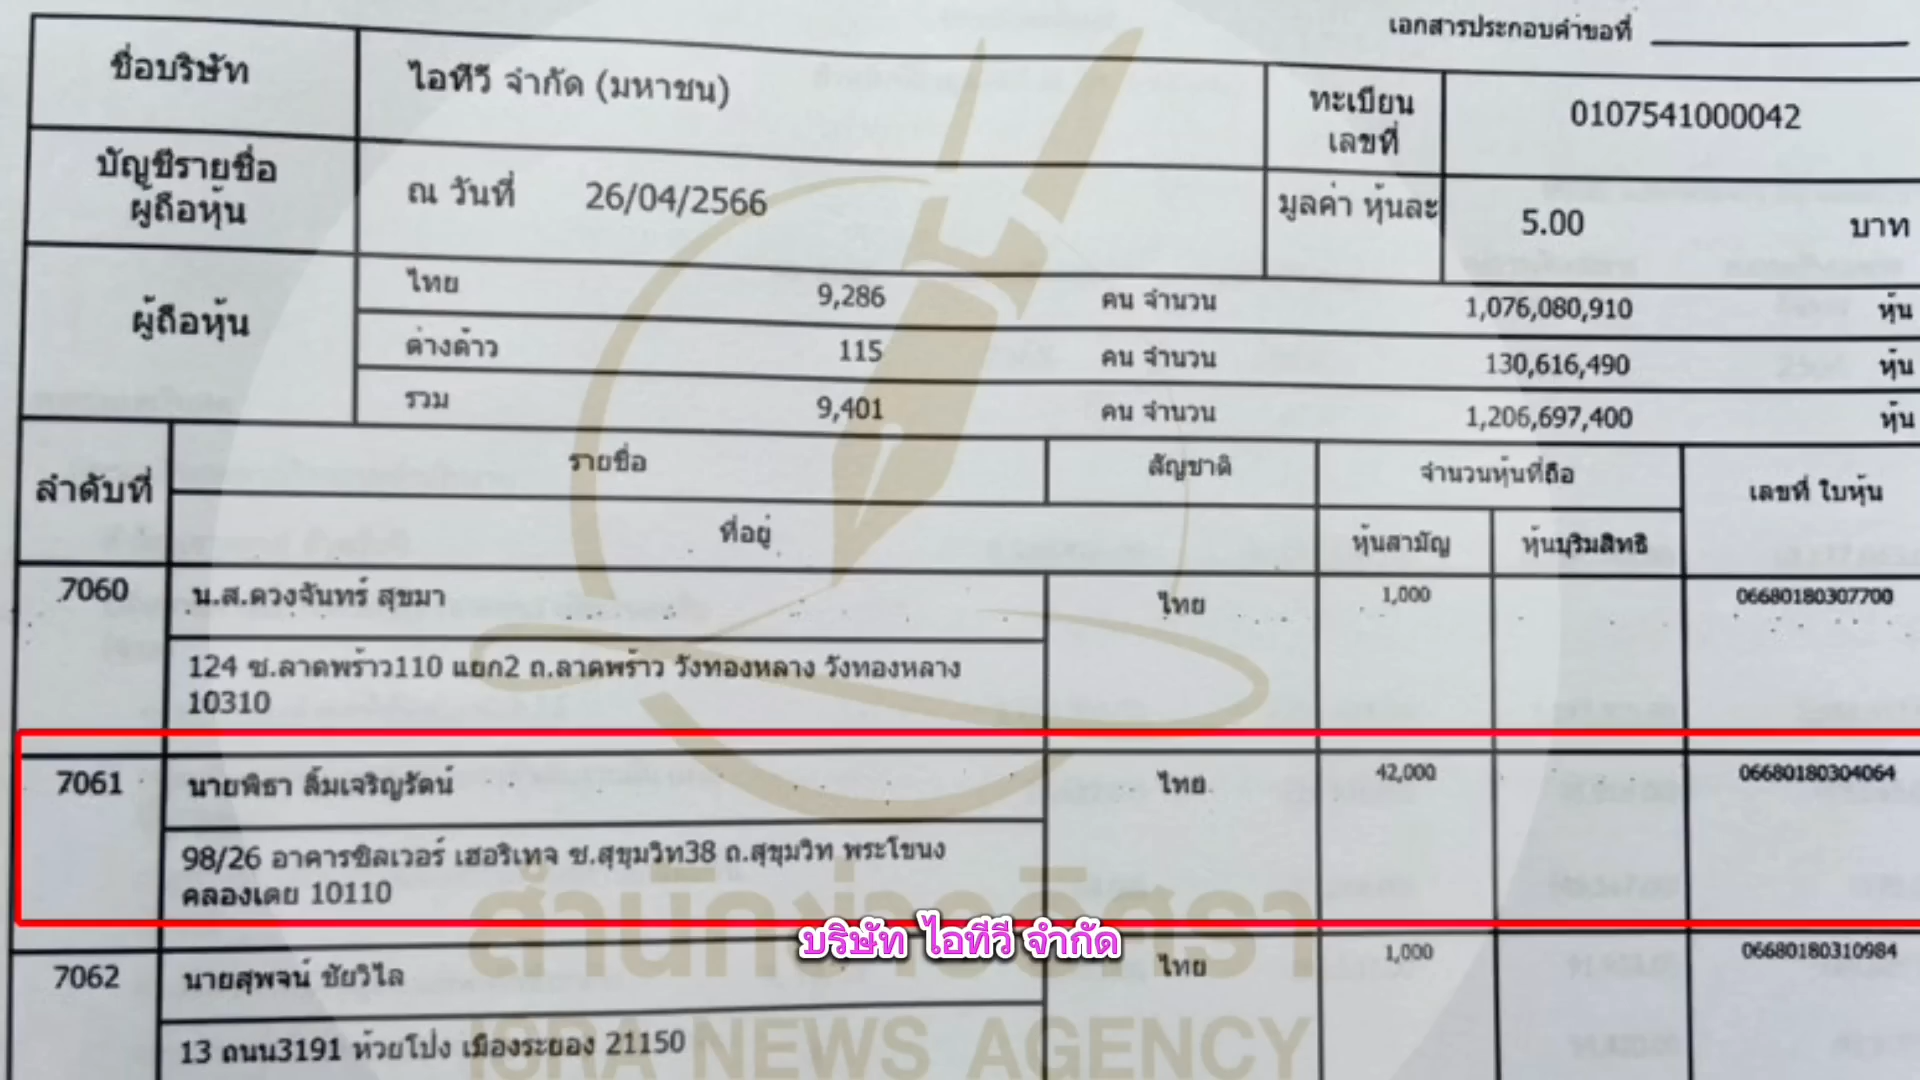 เอกสารประกอบคำขอที่
ชื่อบริษัท ไอทีวี จำกัด (มหาชน) ทะเบียนเลขที่ 0107541000042
บัญชีรายชื่อผู้ถือหุ้น ณ วันที่ 26/04/2566 มูลค่า หุ้นละ 5.00 บาท
ผู้ถือหุ้น ไทย 9,286 คน จำนวน 1,076,080,910 หุ้น
ต่างด้าว 115 คน จำนวน 130,616,490 หุ้น
รวม 9,401 คน จำนวน 1,206,697,400 หุ้น
ลำดับที่ รายชื่อ สัญชาติ จำนวนหุ้นที่ถือ เลขที่ ใบหุ้น
ที่อยู่ หุ้นสามัญ หุ้นบุริมสิทธิ
7060 น.ส.ดวงจันทร์ สุขมา ไทย 1,000 06680180307700
124 ซ.ลาดพร้าว110 แยก2 ถ.ลาดพร้าว วังทองหลาง วังทองหลาง
10310
7061 นายพิธา ลิ้มเจริญรัตน์ ไทย 42,000 06680180304064
98/26 อาคารซิลเวอร์ เฮอริเทจ ซ.สุขุมวิท38 ถ.สุขุมวิท พระโขนง
คลองเตย 10110
สำนักข่าวอิศรา
บริษัท ไอทีวี จำกัด
7062 นายสุพจน์ ชัยวิไล ไทย 1,000 06680180310984
13 ถนน3191 ห้วยโป่ง เมืองระยอง 21150
ISRA NEWS AGENCY